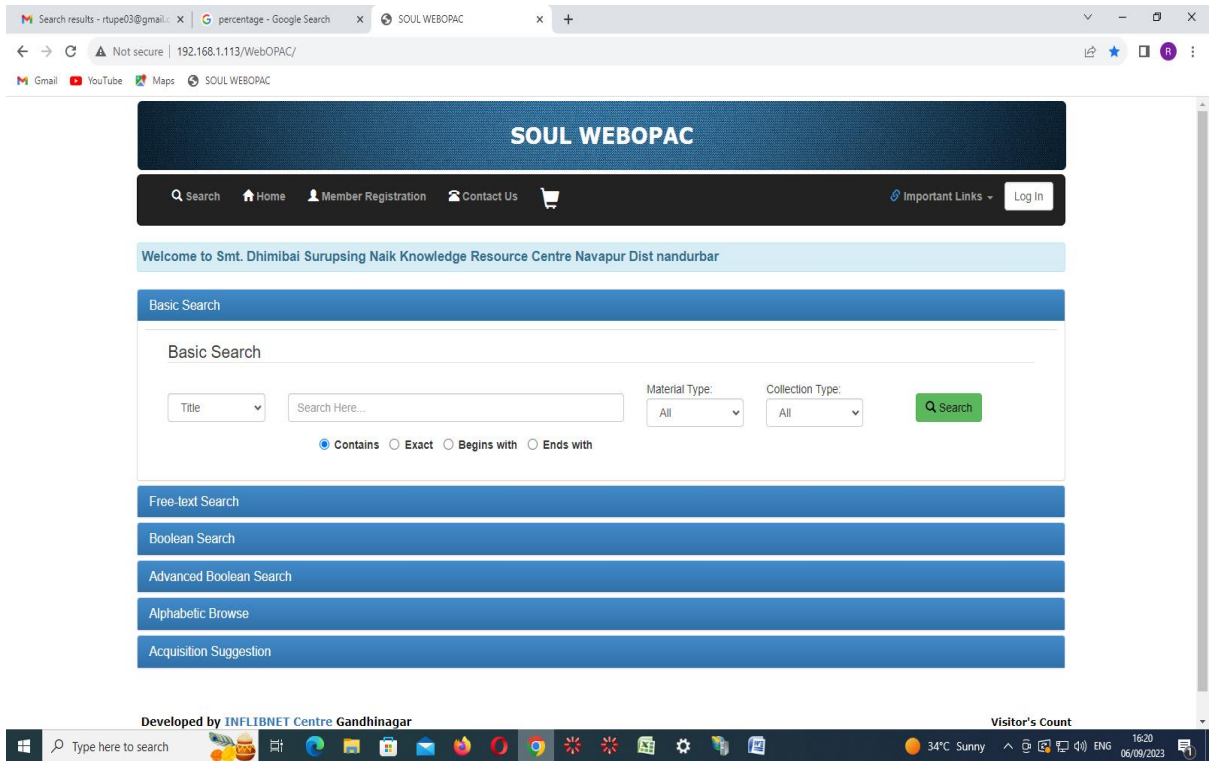 Search results - rtupe03@gmail.c
percentage - Google Search
SOUL WEBOPAC
Not secure | 192.168.1.113/WebOPAC/
Gmail YouTube Maps SOUL WEBOPAC
SOUL WEBOPAC
Search Home Member Registration Contact Us Important Links Log In
Welcome to Smt. Dhimibai Surupsing Naik Knowledge Resource Centre Navapur Dist nandurbar
Basic Search
Basic Search
Material Type: Collection Type:
Title Search Here... All All Search
Contains Exact Begins with Ends with
Free-text Search
Boolean Search
Advanced Boolean Search
Alphabetic Browse
Acquisition Suggestion
Developed by INFLIBNET Centre Gandhinagar Visitor's Count
Type here to search 34°C Sunny ENG 16:20
06/09/2023